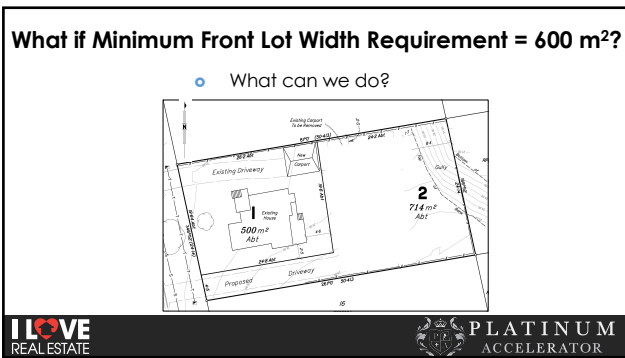 What if Minimum Front Lot Width Requirement = 600 m²?
What can we do?
Existing Carport
To be Removed
N
New
Carport
Existing Driveway
Gully
1
Existing
House
500 m²
Abt
2
714 m²
Abt
Proposed
Driveway
16
I LOVE
REAL ESTATE
PLATINUM
ACCELERATOR